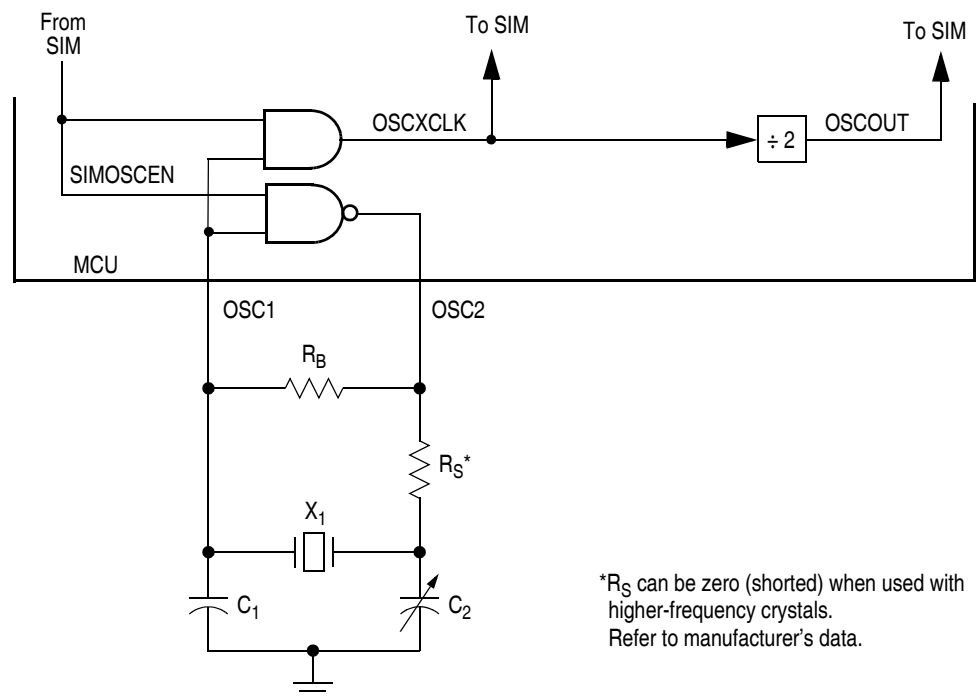 From
SIM
To SIM
To SIM
OSCXCLK
÷ 2
OSCOUT
SIMOSCEN
MCU
OSC1
OSC2
RB
RS*
X1
C1
C2
*RS can be zero (shorted) when used with
higher-frequency crystals.
Refer to manufacturer's data.